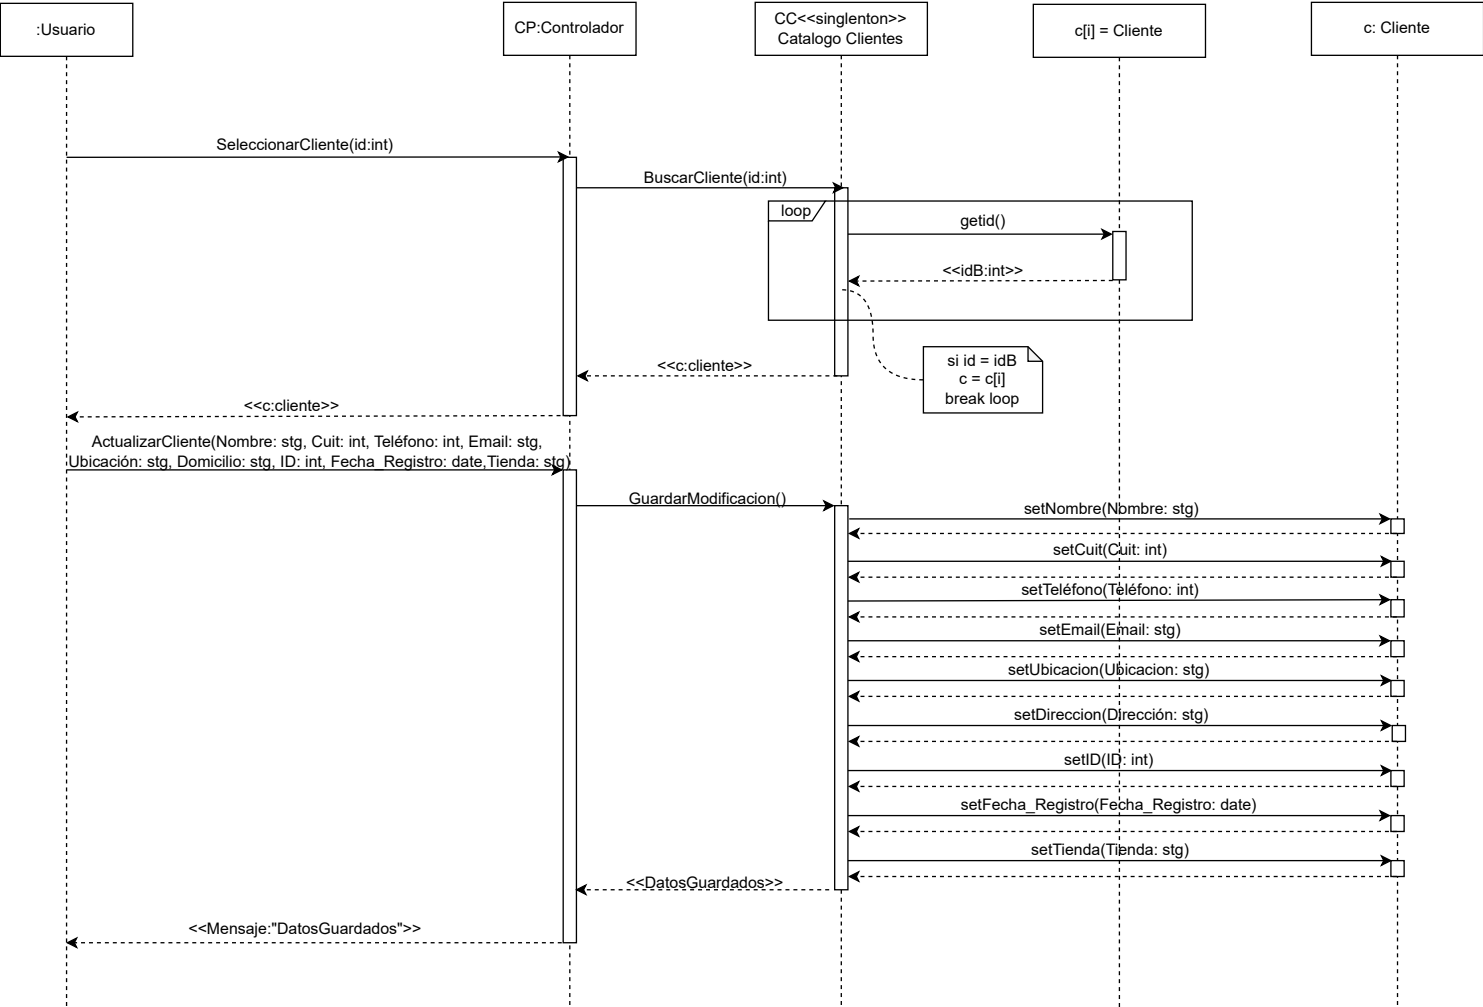 :Usuario
CP:Controlador
CC<<singlenton>>
Catalogo Clientes
c[i] = Cliente
c: Cliente
SeleccionarCliente(id:int)
BuscarCliente(id:int)
loop
getid()
<<idB:int>>
si id = idB
c = c[i]
break loop
<<c:cliente>>
<<c:cliente>>
ActualizarCliente(Nombre: stg, Cuit: int, Teléfono: int, Email: stg,
Ubicación: stg, Domicilio: stg, ID: int, Fecha_Registro: date,Tienda: stg)
GuardarModificacion()
setNombre(Nombre: stg)
setCuit(Cuit: int)
setTeléfono(Teléfono: int)
setEmail(Email: stg)
setUbicacion(Ubicacion: stg)
setDireccion(Dirección: stg)
setID(ID: int)
setFecha_Registro(Fecha_Registro: date)
setTienda(Tienda: stg)
<<DatosGuardados>>
<<Mensaje:"DatosGuardados">>